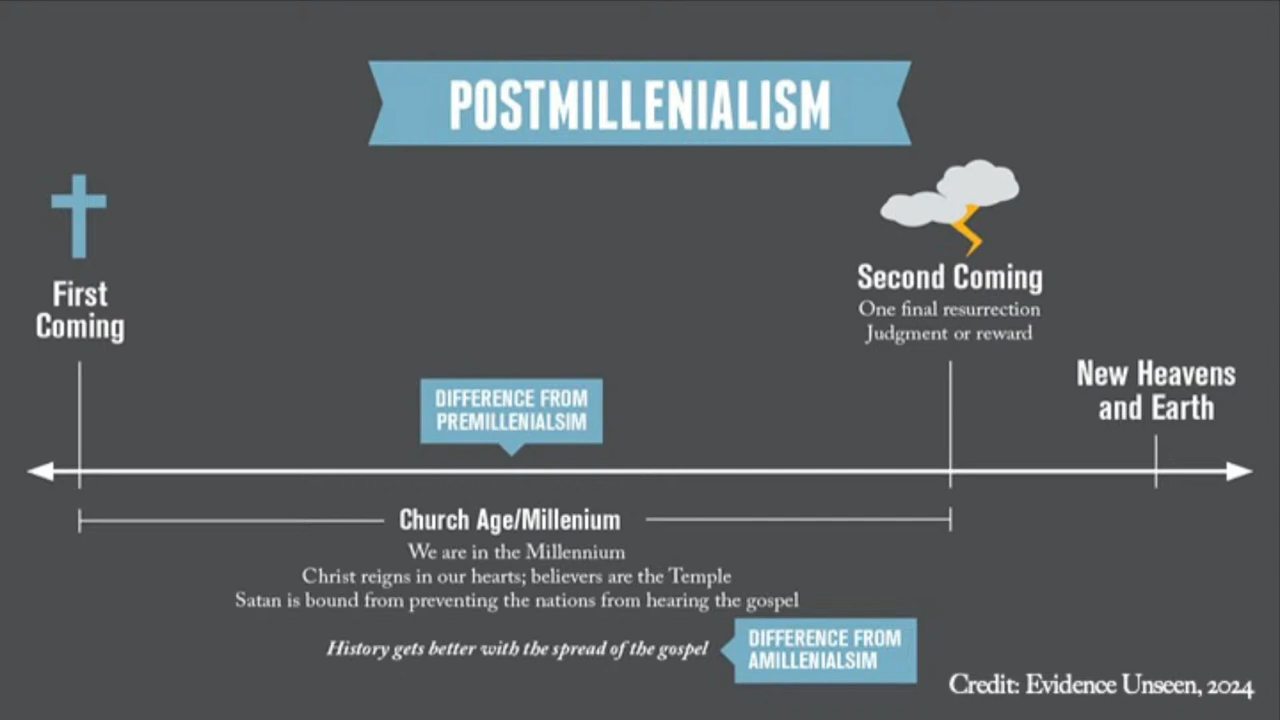 POSTMILLENIALISM
First
Coming
Second Coming
One final resurrection
Judgment or reward
New Heavens
and Earth
DIFFERENCE FROM
PREMILLENIALSIM
Church Age/Millenium
We are in the Millennium
Christ reigns in our hearts; believers are the Temple
Satan is bound from preventing the nations from hearing the gospel
History gets better with the spread of the gospel
DIFFERENCE FROM
AMILLENIALSIM
Credit: Evidence Unseen, 2024